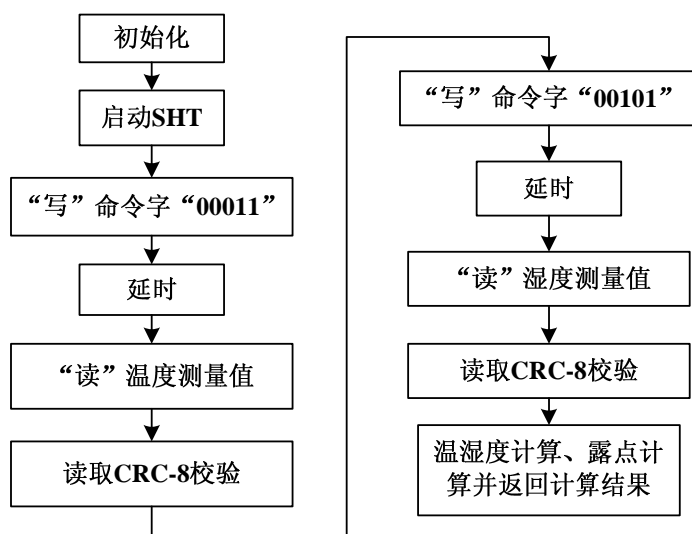 初始化
启动SHT
“写”命令字“00011”
延时
“读”温度测量值
读取CRC-8校验
“写”命令字“00101”
延时
“读”湿度测量值
读取CRC-8校验
温湿度计算、露点计
算并返回计算结果